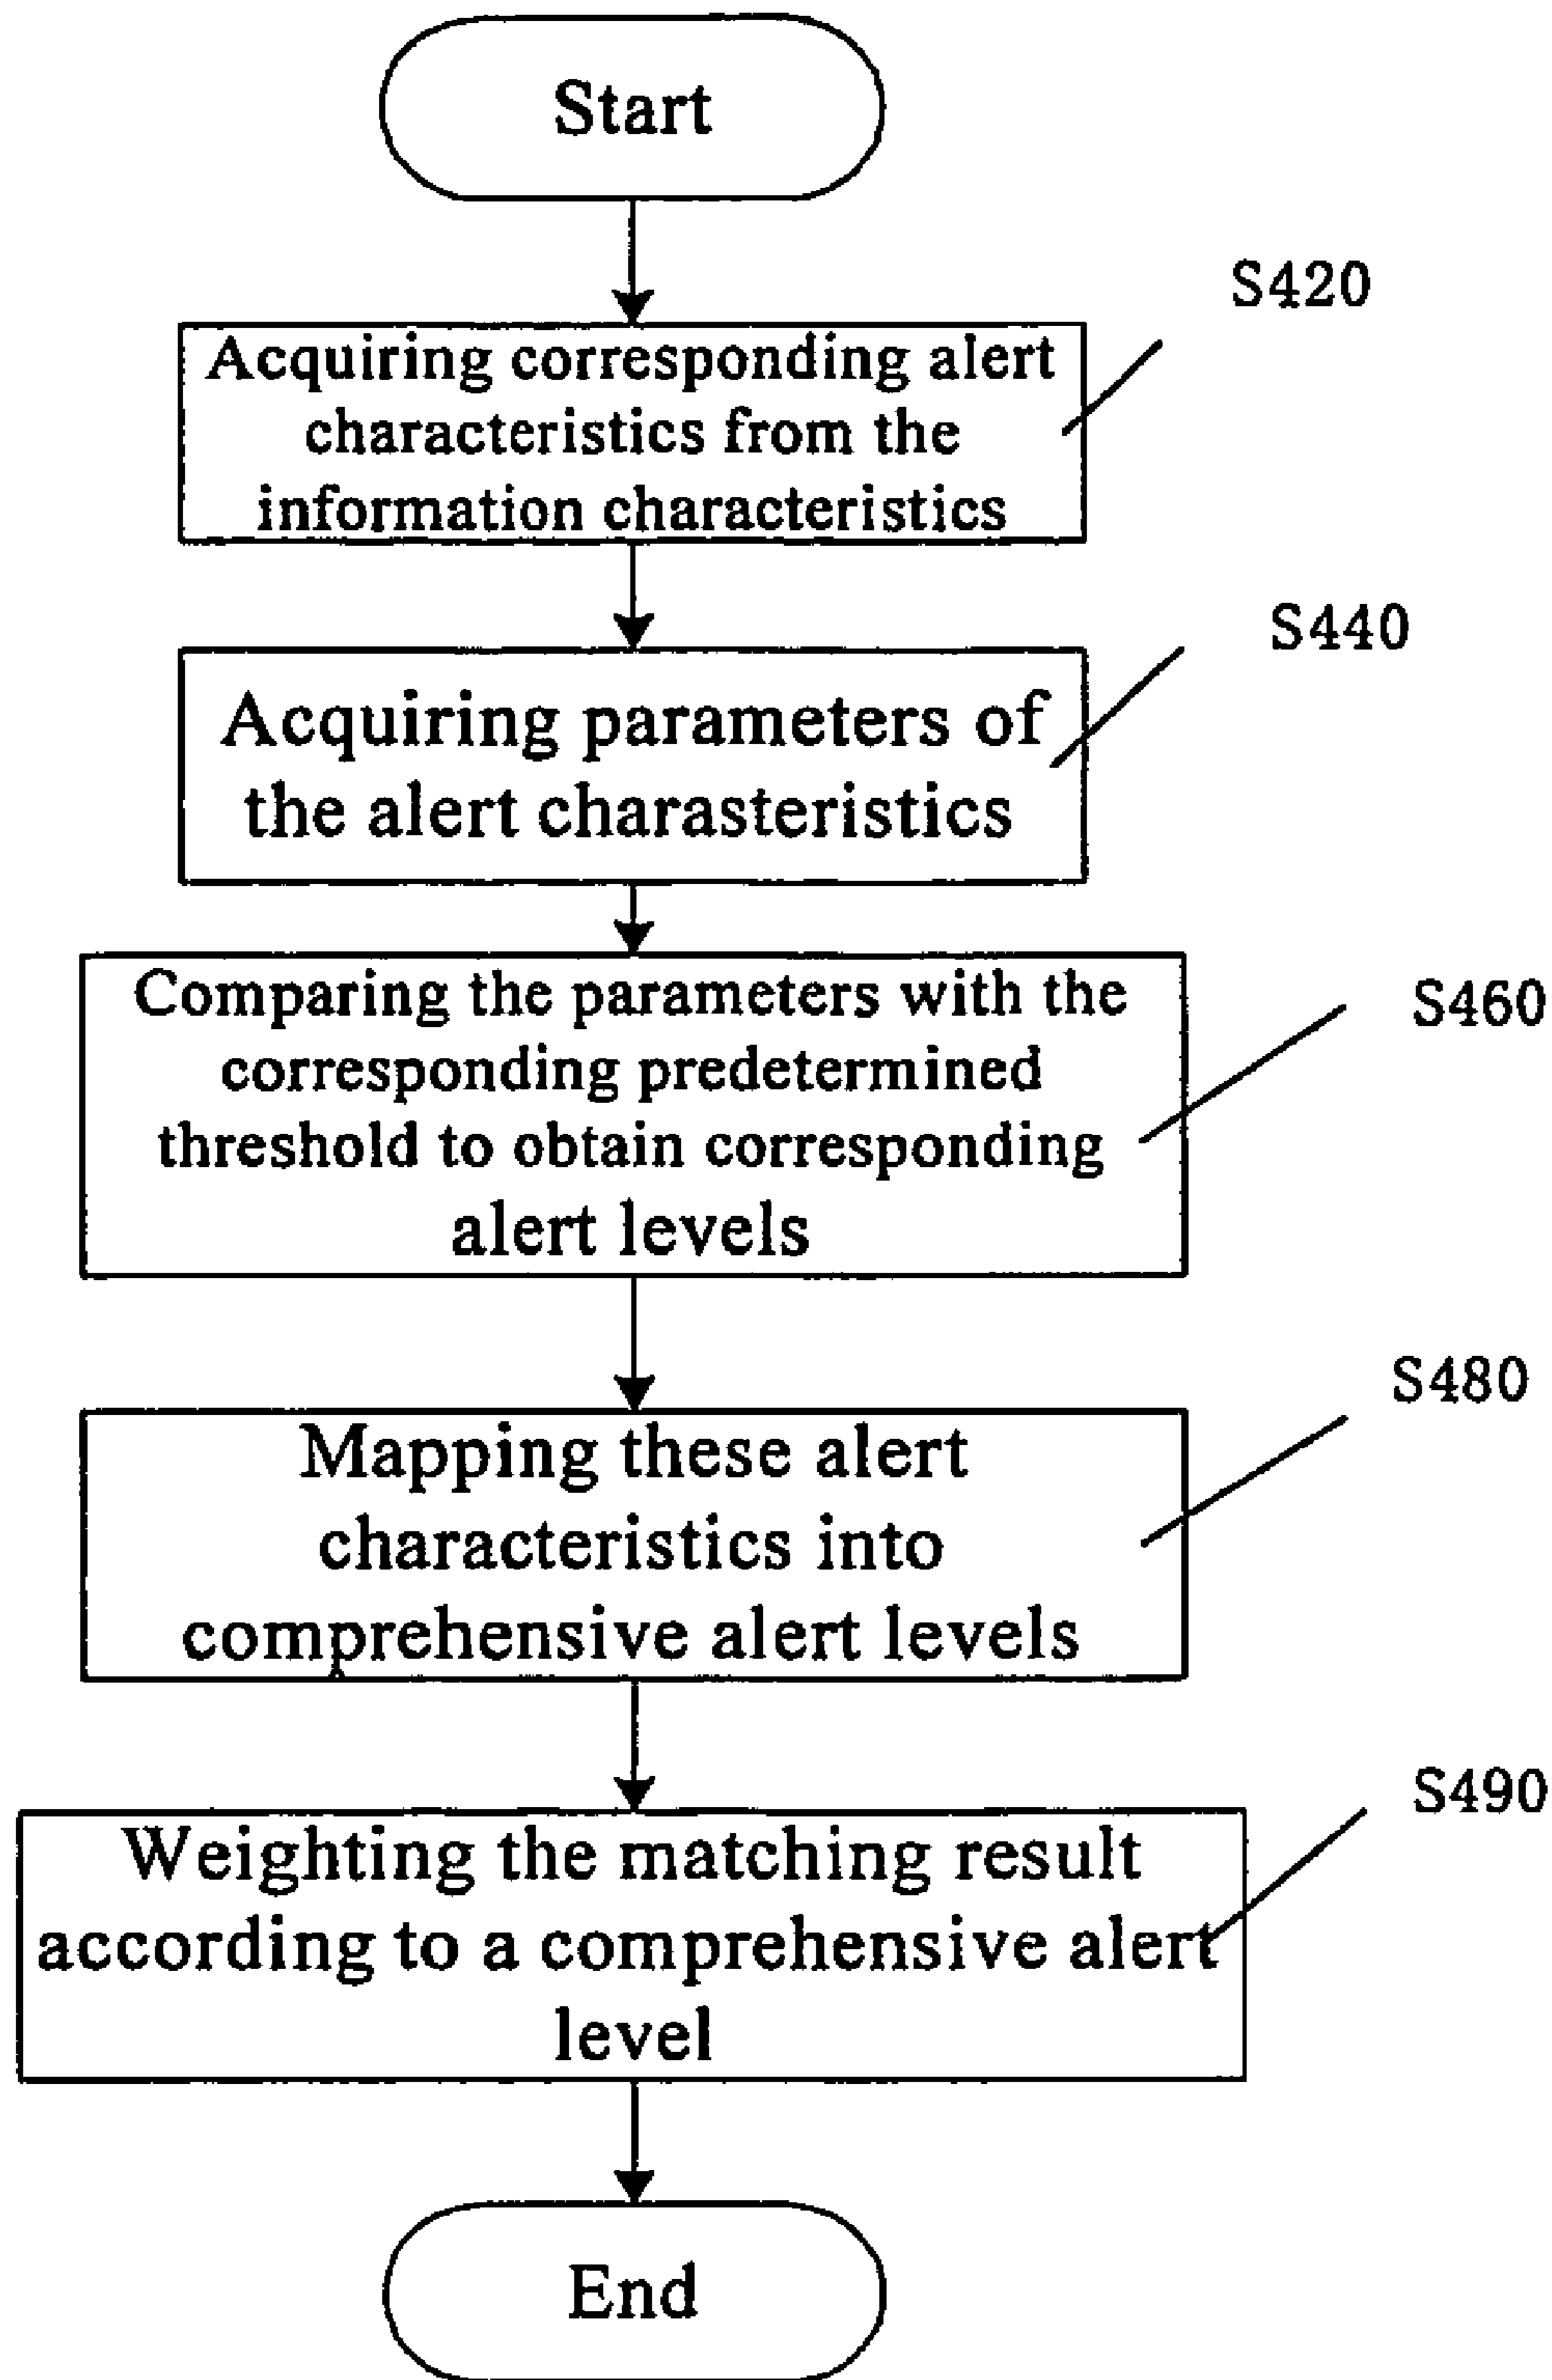 Start
S420
Acquiring corresponding alert
characteristics from the
information characteristics
S440
Acquiring parameters of
the alert charasteristics
S460
Comparing the parameters with the
corresponding predetermined
threshold to obtain corresponding
alert levels
S480
Mapping these alert
characteristics into
comprehensive alert levels
S490
Weighting the matching result
according to a comprehensive alert
level
End